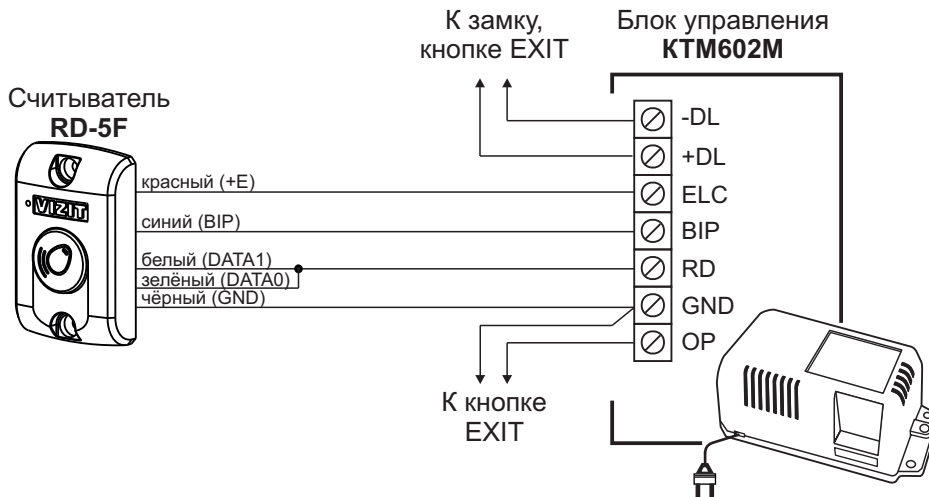 К замку,
кнопке EXIT
Блок управления
КТМ602М
Считыватель
RD-5F
VIZIT
красный (+E)
синий (BIP)
белый (DATA1)
зелёный (DATA0)
чёрный (GND)
-DL
+DL
ELC
BIP
RD
GND
OP
К кнопке
EXIT